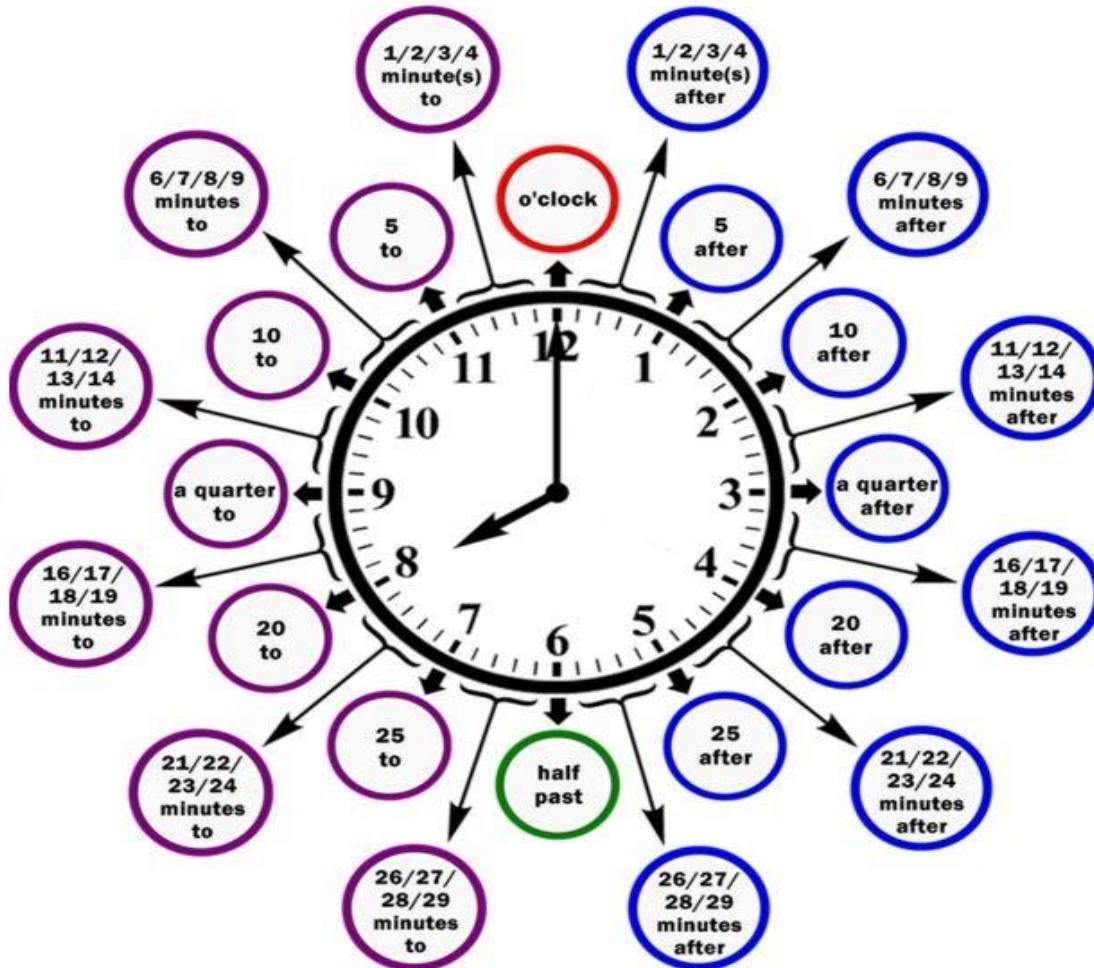 1/2/3/4
minute(s)
to
1/2/3/4
minute(s)
after
6/7/8/9
minutes
to
5
to
o'clock
5
after
6/7/8/9
minutes
after
10
to
10
after
11/12/
13/14
minutes
to
11/12/
13/14
minutes
after
a quarter
to
a quarter
after
16/17/
18/19
minutes
to
16/17/
18/19
minutes
after
20
to
20
after
21/22/
23/24
minutes
to
25
to
half
past
25
after
21/22/
23/24
minutes
after
26/27/
28/29
minutes
to
26/27/
28/29
minutes
after
12
1
2
3
4
5
6
7
8
9
10
11